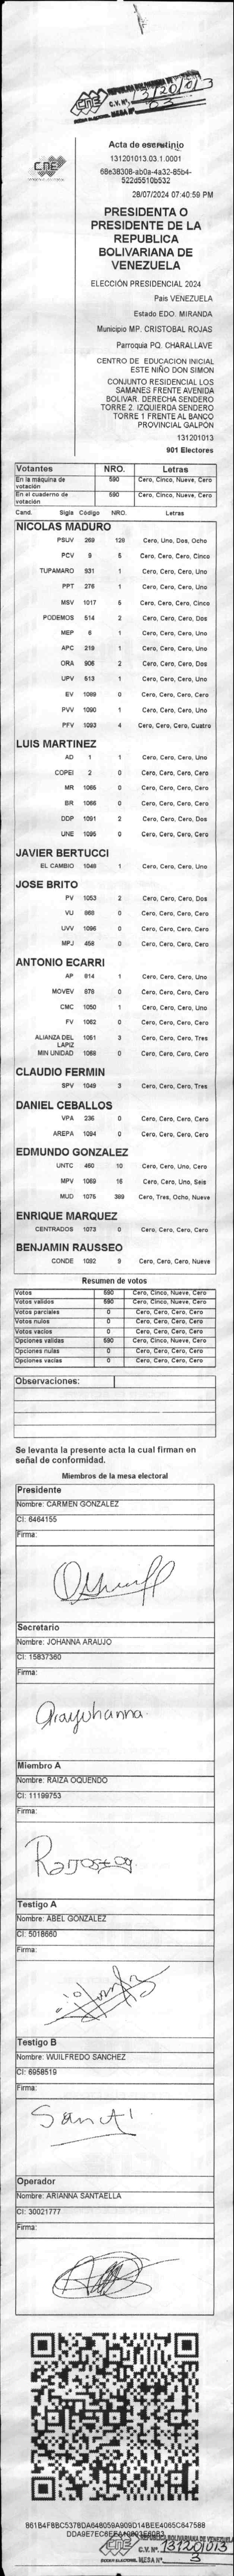 REPUBLICA BOLIVARIANA DE VENEZUELA
CNE
C.V. Nº 131201013
MESA Nº 03
CNE
Acta de escrutinio
131201013.03.1.0001
68e38308-ab0a-4a32-85b4-
522d5510b532
28/07/2024 07:40:59 PM
PRESIDENTA O
PRESIDENTE DE LA
REPUBLICA
BOLIVARIANA DE
VENEZUELA
ELECCIÓN PRESIDENCIAL 2024
País VENEZUELA
Estado EDO. MIRANDA
Municipio MP. CRISTOBAL ROJAS
Parroquia PQ. CHARALLAVE
CENTRO DE EDUCACION INICIAL
ESTE NIÑO DON SIMON
CONJUNTO RESIDENCIAL LOS
SAMANES FRENTE AVENIDA
BOLIVAR. DERECHA SENDERO
TORRE 2. IZQUIERDA SENDERO
TORRE 1 FRENTE AL BANCO
PROVINCIAL GALPÓN
131201013
901 Electores
Votantes NRO. Letras
En la máquina de votación 590 Cero, Cinco, Nueve, Cero
En el cuaderno de votación 590 Cero, Cinco, Nueve, Cero
Cand. Sigla Código NRO. Letras
NICOLAS MADURO
PSUV 269 128 Cero, Uno, Dos, Ocho
PCV 9 5 Cero, Cero, Cero, Cinco
TUPAMARO 931 1 Cero, Cero, Cero, Uno
PPT 276 1 Cero, Cero, Cero, Uno
MSV 1017 5 Cero, Cero, Cero, Cinco
PODEMOS 514 2 Cero, Cero, Cero, Dos
MEP 6 1 Cero, Cero, Cero, Uno
APC 219 1 Cero, Cero, Cero, Uno
ORA 906 2 Cero, Cero, Cero, Dos
UPV 513 1 Cero, Cero, Cero, Uno
EV 1089 0 Cero, Cero, Cero, Cero
PVV 1090 1 Cero, Cero, Cero, Uno
PFV 1093 4 Cero, Cero, Cero, Cuatro
LUIS MARTINEZ
AD 1 1 Cero, Cero, Cero, Uno
COPEI 2 0 Cero, Cero, Cero, Cero
MR 1065 0 Cero, Cero, Cero, Cero
BR 1066 0 Cero, Cero, Cero, Cero
DDP 1091 2 Cero, Cero, Cero, Dos
UNE 1095 0 Cero, Cero, Cero, Cero
JAVIER BERTUCCI
EL CAMBIO 1048 1 Cero, Cero, Cero, Uno
JOSE BRITO
PV 1053 2 Cero, Cero, Cero, Dos
VU 868 0 Cero, Cero, Cero, Cero
UVV 1096 0 Cero, Cero, Cero, Cero
MPJ 458 0 Cero, Cero, Cero, Cero
ANTONIO ECARRI
AP 814 1 Cero, Cero, Cero, Uno
MOVEV 878 0 Cero, Cero, Cero, Cero
CMC 1050 1 Cero, Cero, Cero, Uno
FV 1062 0 Cero, Cero, Cero, Cero
ALIANZA DEL LAPIZ 1051 3 Cero, Cero, Cero, Tres
MIN UNIDAD 1068 0 Cero, Cero, Cero, Cero
CLAUDIO FERMIN
SPV 1049 3 Cero, Cero, Cero, Tres
DANIEL CEBALLOS
VPA 236 0 Cero, Cero, Cero, Cero
AREPA 1094 0 Cero, Cero, Cero, Cero
EDMUNDO GONZALEZ
UNTC 460 10 Cero, Cero, Uno, Cero
MPV 1069 16 Cero, Cero, Uno, Seis
MUD 1075 389 Cero, Tres, Ocho, Nueve
ENRIQUE MARQUEZ
CENTRADOS 1073 0 Cero, Cero, Cero, Cero
BENJAMIN RAUSSEO
CONDE 1092 9 Cero, Cero, Cero, Nueve
Resumen de votos
Votos 590 Cero, Cinco, Nueve, Cero
Votos validos 590 Cero, Cinco, Nueve, Cero
Votos parciales 0 Cero, Cero, Cero, Cero
Votos nulos 0 Cero, Cero, Cero, Cero
Votos vacíos 0 Cero, Cero, Cero, Cero
Opciones validas 590 Cero, Cinco, Nueve, Cero
Opciones nulas 0 Cero, Cero, Cero, Cero
Opciones vacías 0 Cero, Cero, Cero, Cero
Observaciones:
Se levanta la presente acta la cual firman en
señal de conformidad.
Miembros de la mesa electoral
Presidente
Nombre: CARMEN GONZALEZ
CI: 6464155
Firma:
Secretario
Nombre: JOHANNA ARAUJO
CI: 15837360
Firma:
Miembro A
Nombre: RAIZA OQUENDO
CI: 11199753
Firma:
Testigo A
Nombre: ABEL GONZALEZ
CI: 5018660
Firma:
Testigo B
Nombre: WUILFREDO SANCHEZ
CI: 6958519
Firma:
Operador
Nombre: ARIANNA SANTAELLA
CI: 30021777
Firma:
CNE
REPUBLICA BOLIVARIANA DE VENEZUELA
C.V. Nº 131201013
PODER ELECTORAL MESA Nº 3